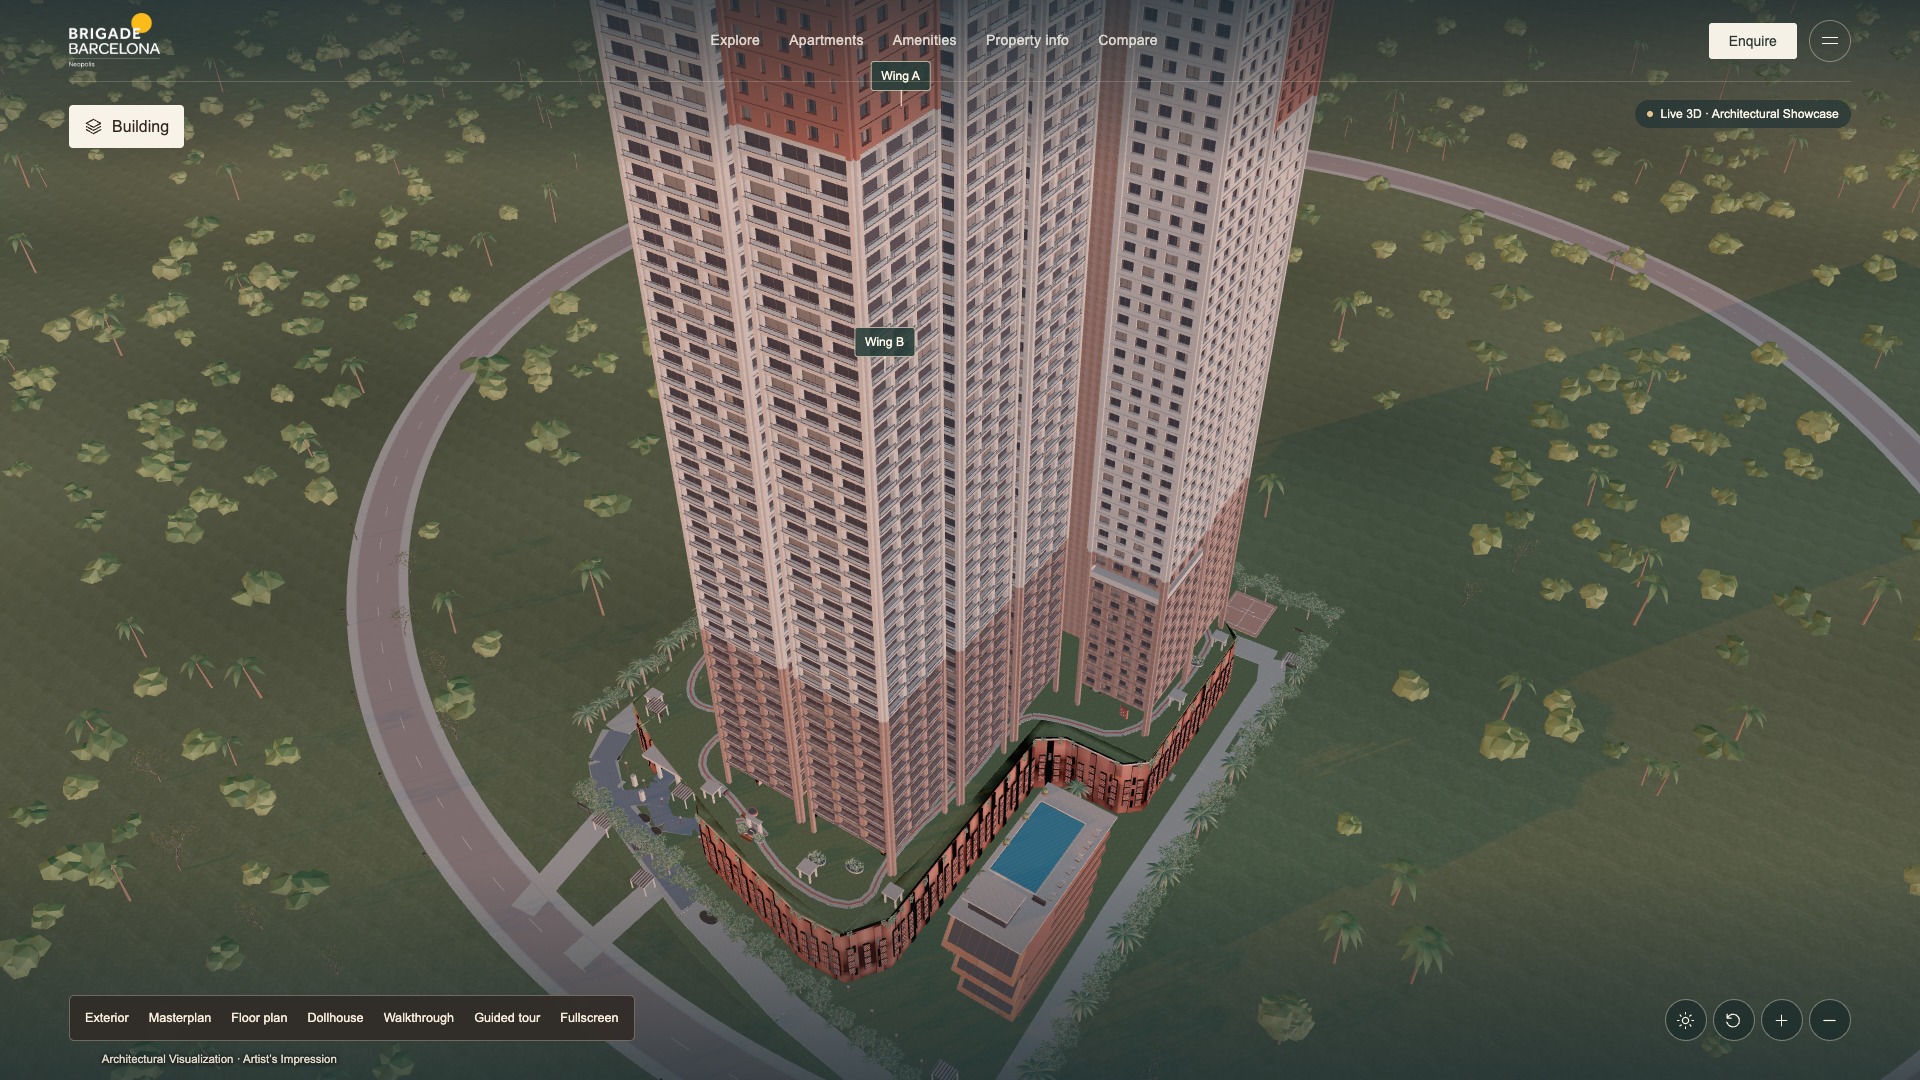 BRIGADE
BARCELONA
Neopolis
Explore
Apartments
Amenities
Property info
Compare
Enquire
Wing A
Building
Live 3D · Architectural Showcase
Wing B
Exterior
Masterplan
Floor plan
Dollhouse
Walkthrough
Guided tour
Fullscreen
Architectural Visualization · Artist's Impression